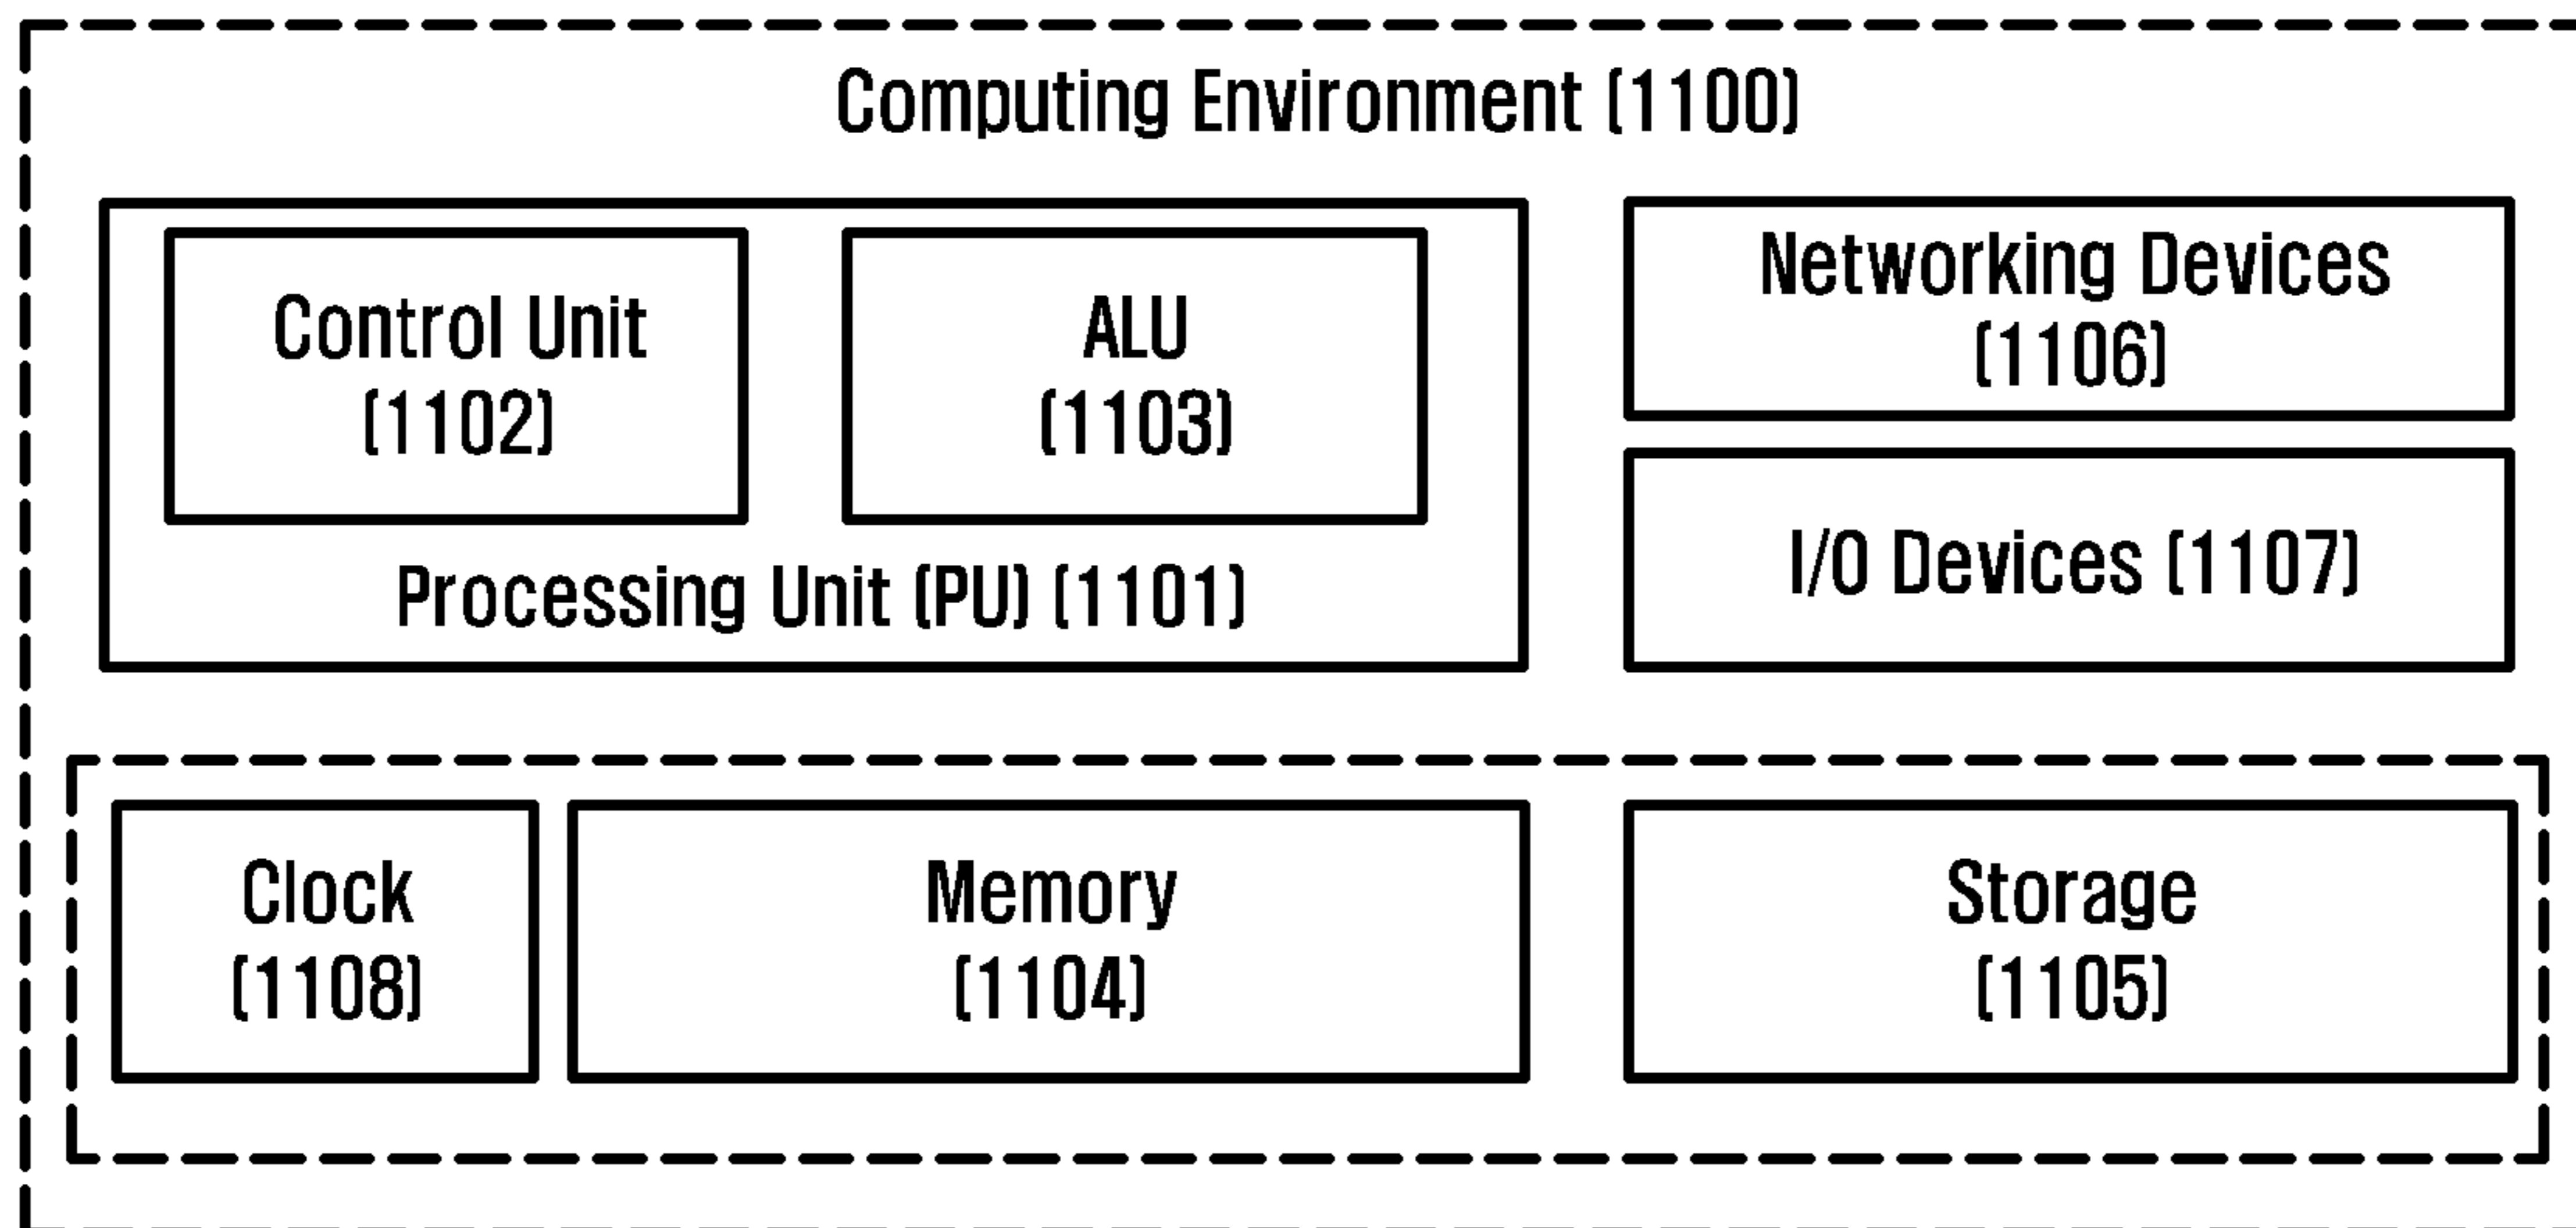 Computing Environment (1100)
Control Unit
(1102)
ALU
(1103)
Processing Unit (PU) (1101)
Networking Devices
(1106)
I/O Devices (1107)
Clock
(1108)
Memory
(1104)
Storage
(1105)